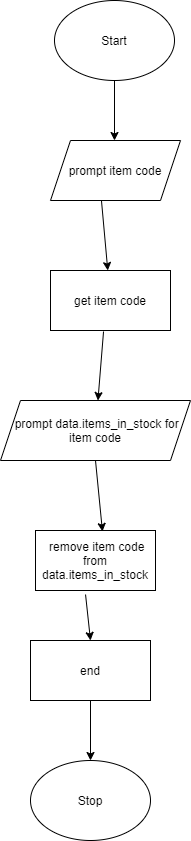 Start
prompt item code
get item code
prompt data.items_in_stock for
item code
remove item code
from
data.items_in_stock
end
Stop